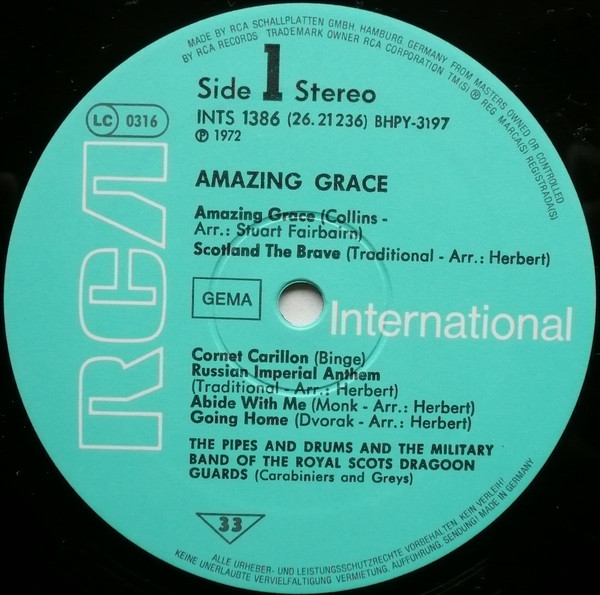 MADE BY RCA SCHALLPLATTEN GMBH, HAMBURG, GERMANY FROM MASTERS OWNED OR CONTROLLED
BY RCA RECORDS TRADEMARK OWNER RCA CORPORATION TM(S) ® REG MARCA(S) REGISTRADA(S)
Side 1 Stereo
LC 0316
INTS 1386 (26.21236) BHPY-3197
℗ 1972
RCA
AMAZING GRACE
Amazing Grace (Collins -
Arr.: Stuart Fairbairn)
Scotland The Brave (Traditional - Arr.: Herbert)
GEMA
International
Cornet Carillon (Binge)
Russian Imperial Anthem
(Traditional - Arr.: Herbert)
Abide With Me (Monk - Arr.: Herbert)
Going Home (Dvorak - Arr.: Herbert)
THE PIPES AND DRUMS AND THE MILITARY
BAND OF THE ROYAL SCOTS DRAGOON
GUARDS (Carabiniers and Greys)
33
ALLE URHEBER- UND LEISTUNGSSCHUTZRECHTE VORBEHALTEN. KEIN VERLEIH!
KEINE UNERLAUBTE VERVIELFÄLTIGUNG VERMIETUNG, AUFFÜHRUNG, SENDUNG! MADE IN GERMANY